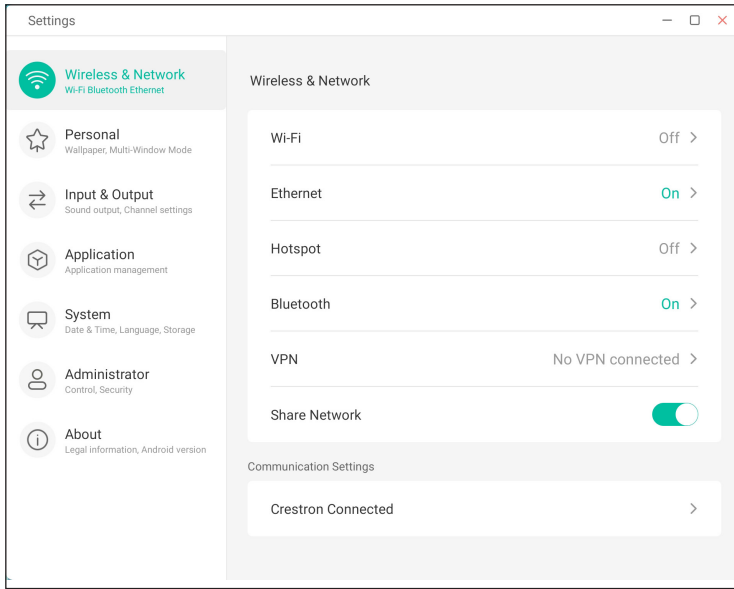 Settings
Wireless & Network
Wi-Fi Bluetooth Ethernet
Personal
Wallpaper, Multi-Window Mode
Input & Output
Sound output, Channel settings
Application
Application management
System
Date & Time, Language, Storage
Administrator
Control, Security
About
Legal information, Android version
Wireless & Network
Wi-Fi Off
Ethernet On
Hotspot Off
Bluetooth On
VPN No VPN connected
Share Network
Communication Settings
Crestron Connected